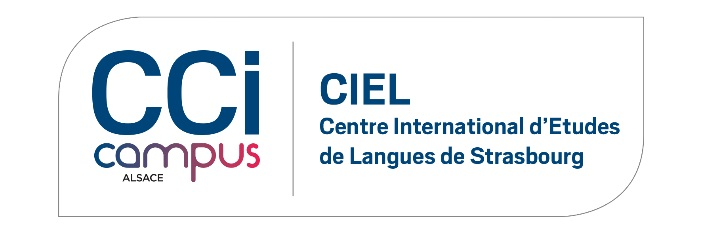 CCi
campus
ALSACE
CIEL
Centre International d'Etudes
de Langues de Strasbourg